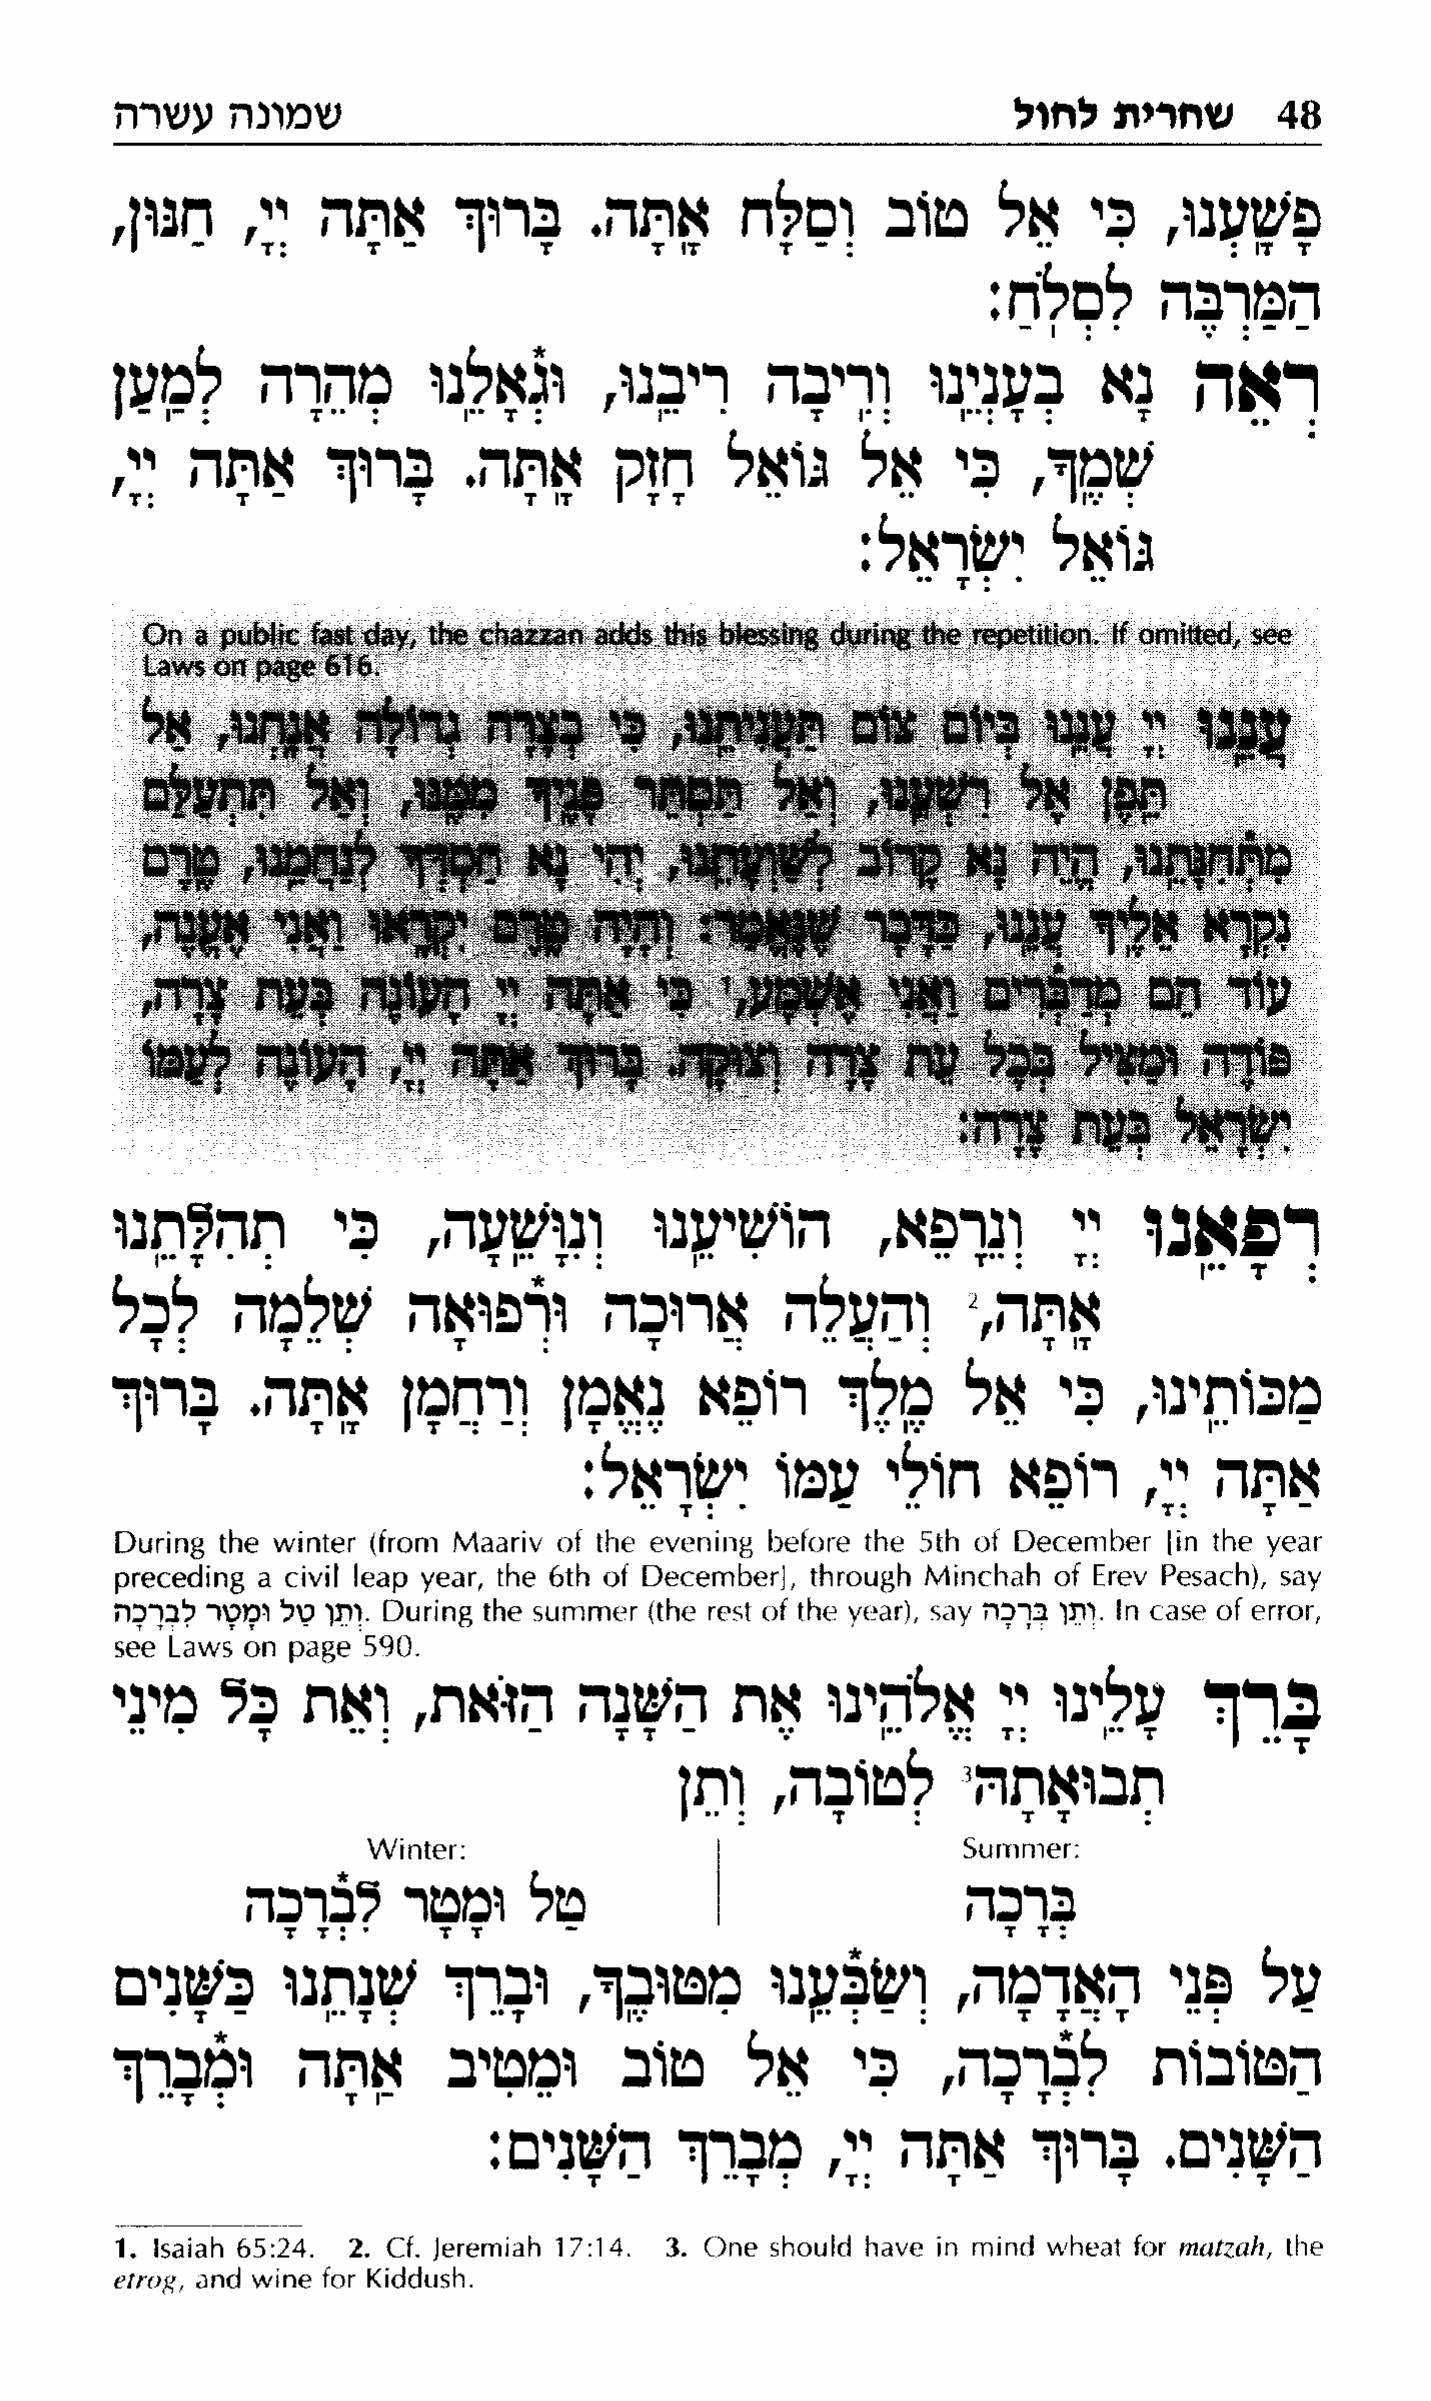 48 שחרית לחול שמונה עשרה
פָּשָׁעְנוּ, כִּי אֵל טוֹב וְסַלָּח אָתָּה. בָּרוּךְ אַתָּה יְיָ, חַנּוּן,
הַמַּרְבֶּה לִסְלֹחַ:
רְאֵה נָא בְעָנְיֵנוּ וְרִיבָה רִיבֵנוּ, וּגְאָלֵנוּ מְהֵרָה לְמַעַן
שְׁמֶךָ, כִּי אֵל גּוֹאֵל חָזָק אָתָּה. בָּרוּךְ אַתָּה יְיָ,
גּוֹאֵל יִשְׂרָאֵל:
On a public fast day, the chazzan adds this blessing during the repetition. If omitted, see
Laws on page 616.
עֲנֵנוּ יְיָ עֲנֵנוּ בְּיוֹם צוֹם תַּעֲנִיתֵנוּ, כִּי בְצָרָה גְדוֹלָה אֲנָחְנוּ, אַל
תֵּפֶן אֶל רִשְׁעֵנוּ, וְאַל תַּסְתֵּר פָּנֶיךָ מִמֶּנּוּ, וְאַל תִּתְעַלַּם
מִתְּחִנָּתֵנוּ, הֱיֵה נָא קָרוֹב לְשַׁוְעָתֵנוּ, יְהִי נָא חַסְדְּךָ לְנַחֲמֵנוּ, טֶרֶם
נִקְרָא אֵלֶיךָ עֲנֵנוּ, כַּדָּבָר שֶׁנֶּאֱמַר: וְהָיָה טֶרֶם יִקְרָאוּ וַאֲנִי אֶעֱנֶה,
עוֹד הֵם מְדַבְּרִים וַאֲנִי אֶשְׁמָע,¹ כִּי אַתָּה יְיָ הָעוֹנֶה בְּעֵת צָרָה,
פּוֹדֶה וּמַצִּיל בְּכָל עֵת צָרָה וְצוּקָה. בָּרוּךְ אַתָּה יְיָ, הָעוֹנֶה לְעַמּוֹ
יִשְׂרָאֵל בְּעֵת צָרָה:
רְפָאֵנוּ יְיָ וְנֵרָפֵא, הוֹשִׁיעֵנוּ וְנִוָּשֵׁעָה, כִּי תְהִלָּתֵנוּ
אָתָּה,² וְהַעֲלֵה אֲרוּכָה וּרְפוּאָה שְׁלֵמָה לְכָל
מַכּוֹתֵינוּ, כִּי אֵל מֶלֶךְ רוֹפֵא נֶאֱמָן וְרַחֲמָן אָתָּה. בָּרוּךְ
אַתָּה יְיָ, רוֹפֵא חוֹלֵי עַמּוֹ יִשְׂרָאֵל:
During the winter (from Maariv of the evening before the 5th of December [in the year
preceding a civil leap year, the 6th of December], through Minchah of Erev Pesach), say
וְתֵן טַל וּמָטָר לִבְרָכָה. During the summer (the rest of the year), say וְתֵן בְּרָכָה. In case of error,
see Laws on page 590.
בָּרֵךְ עָלֵינוּ יְיָ אֱלֹהֵינוּ אֶת הַשָּׁנָה הַזֹּאת, וְאֵת כָּל מִינֵי
תְבוּאָתָהּ³ לְטוֹבָה, וְתֵן
Summer: Winter:
בְּרָכָה טַל וּמָטָר לִבְרָכָה
עַל פְּנֵי הָאֲדָמָה, וְשַׂבְּעֵנוּ מִטּוּבֶךָ, וּבָרֵךְ שְׁנָתֵנוּ כַּשָּׁנִים
הַטּוֹבוֹת לִבְרָכָה, כִּי אֵל טוֹב וּמֵטִיב אַתָּה וּמְבָרֵךְ
הַשָּׁנִים. בָּרוּךְ אַתָּה יְיָ, מְבָרֵךְ הַשָּׁנִים:
1. Isaiah 65:24. 2. Cf. Jeremiah 17:14. 3. One should have in mind wheat for matzah, the
etrog, and wine for Kiddush.